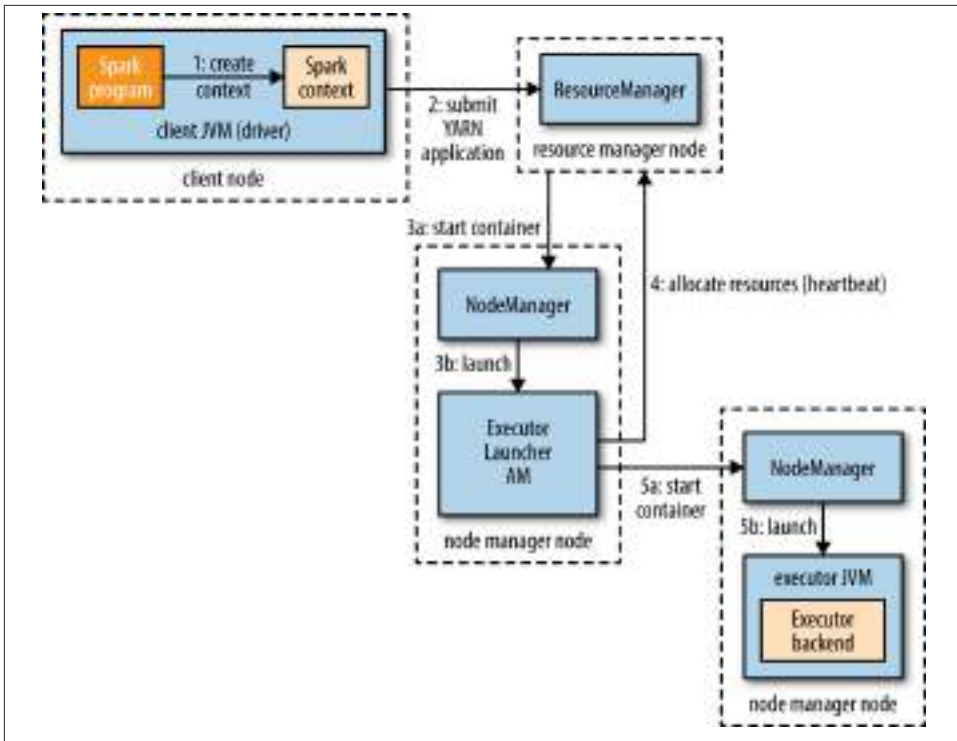 Spark
program
1: create
context
Spark
context
client JVM (driver)
client node
2: submit
YARN
application
ResourceManager
resource manager node
3a: start container
NodeManager
3b: launch
Executor
Launcher
AM
node manager node
4: allocate resources (heartbeat)
5a: start
container
NodeManager
5b: launch
executor JVM
Executor
backend
node manager node